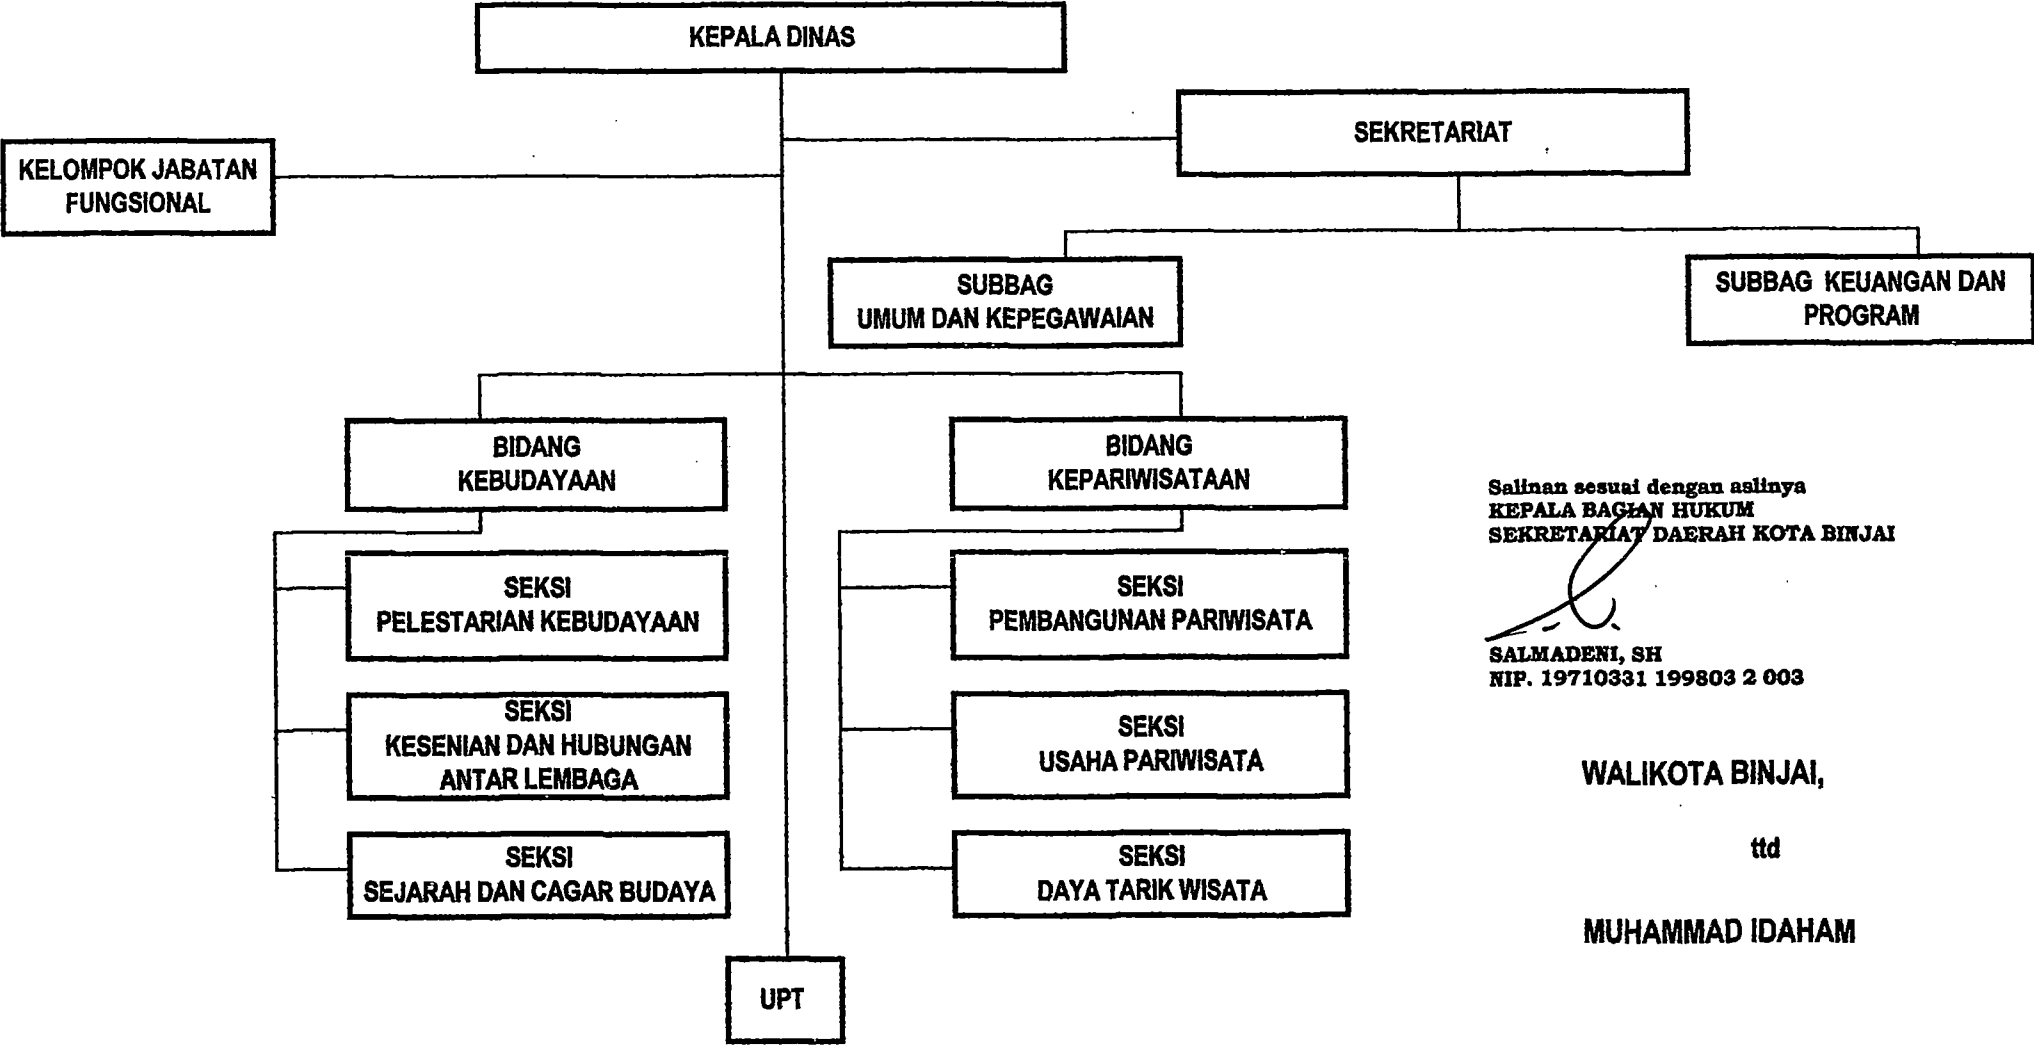 KEPALA DINAS
SEKRETARIAT
KELOMPOK JABATAN
FUNGSIONAL
SUBBAG
UMUM DAN KEPEGAWAIAN
SUBBAG KEUANGAN DAN
PROGRAM
BIDANG
KEBUDAYAAN
BIDANG
KEPARIWISATAAN
SEKSI
PELESTARIAN KEBUDAYAAN
SEKSI
PEMBANGUNAN PARIWISATA
SEKSI
KESENIAN DAN HUBUNGAN
ANTAR LEMBAGA
SEKSI
USAHA PARIWISATA
SEKSI
SEJARAH DAN CAGAR BUDAYA
SEKSI
DAYA TARIK WISATA
UPT
Salinan sesuai dengan aslinya
KEPALA BAGIAN HUKUM
SEKRETARIAT DAERAH KOTA BINJAI
SALMADENI, SH
NIP. 19710331 199803 2 003
WALIKOTA BINJAI,
ttd
MUHAMMAD IDAHAM